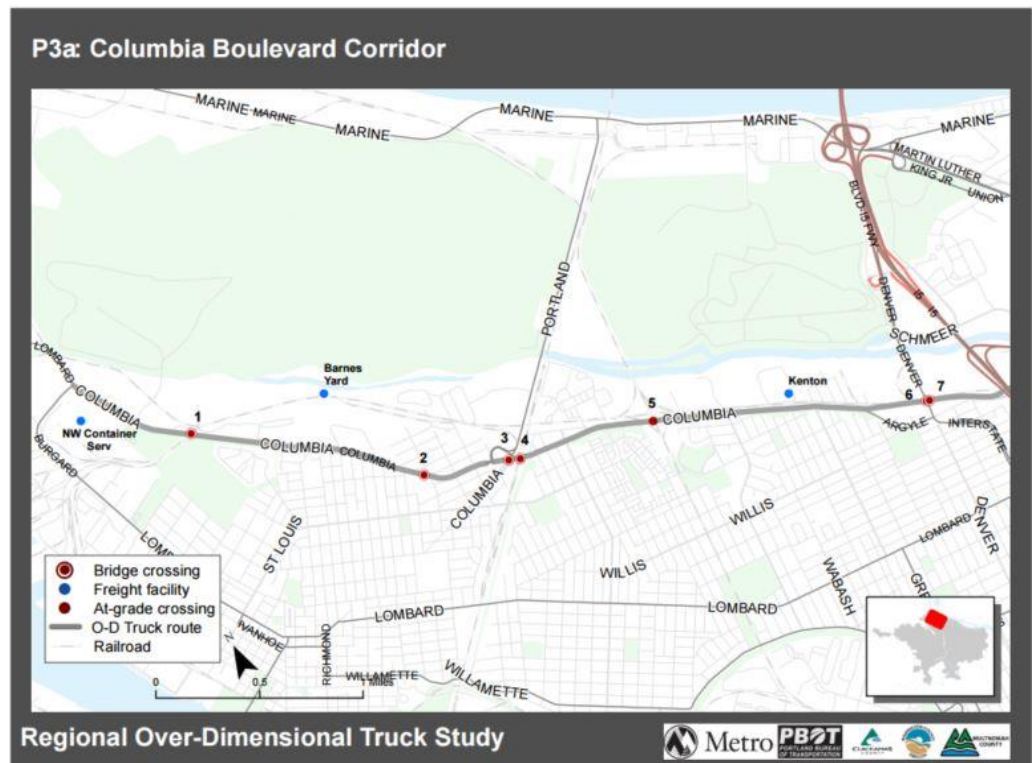 P3a: Columbia Boulevard Corridor
MARINE
MARINE
MARINE
MARINE
MARINE
MARINE
MARTIN LUTHER
KING JR
UNION
BLVD-I5 FWY
PORTLAND
DENVER
I5
I5
SCHMEER
DENVER
LOMBARD
COLUMBIA
Barnes
Yard
Kenton
NW Container
Serv
BURGARD
1
COLUMBIA
COLUMBIA
2
3
4
COLUMBIA
5
COLUMBIA
6
7
ARGYLE
INTERSTATE
DENVER
ST LOUIS
WILLIS
WILLIS
WABASH
LOMBARD
LOMBARD
LOMBARD
IVANHOE
RICHMOND
WILLAMETTE
WILLAMETTE
Bridge crossing
Freight facility
At-grade crossing
O-D Truck route
Railroad
N
0
0.5
1 Miles
Regional Over-Dimensional Truck Study
Metro
PBOT
PORTLAND BUREAU
OF TRANSPORTATION
CLACKAMAS
COUNTY
MULTNOMAH
COUNTY